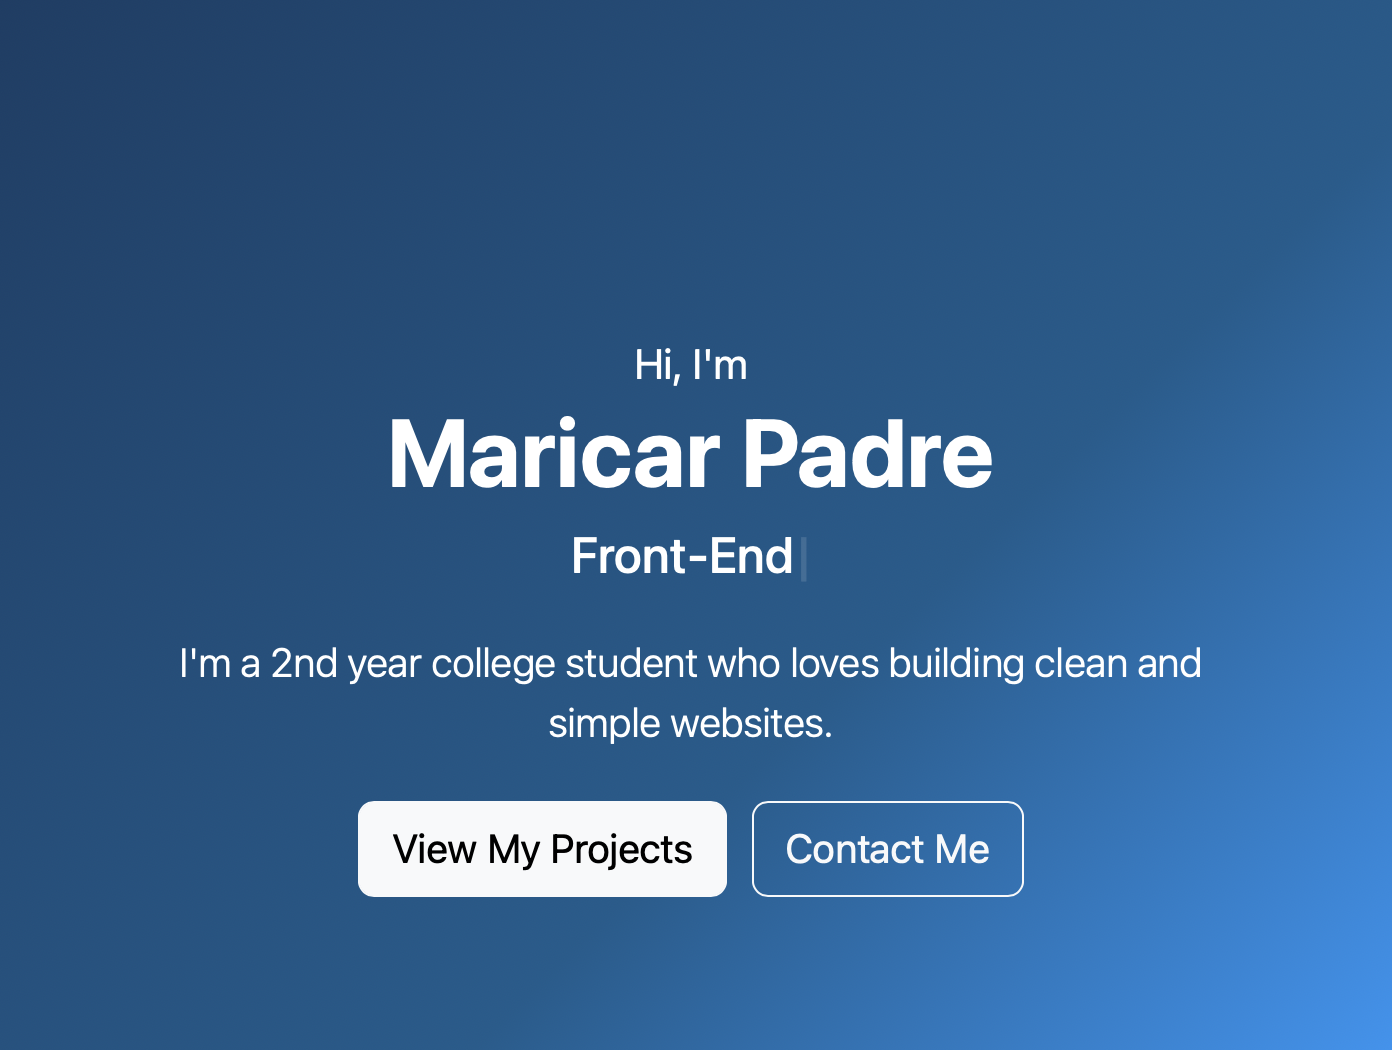 Hi, I'm
Maricar Padre
Front-End
I'm a 2nd year college student who loves building clean and
simple websites.
View My Projects
Contact Me